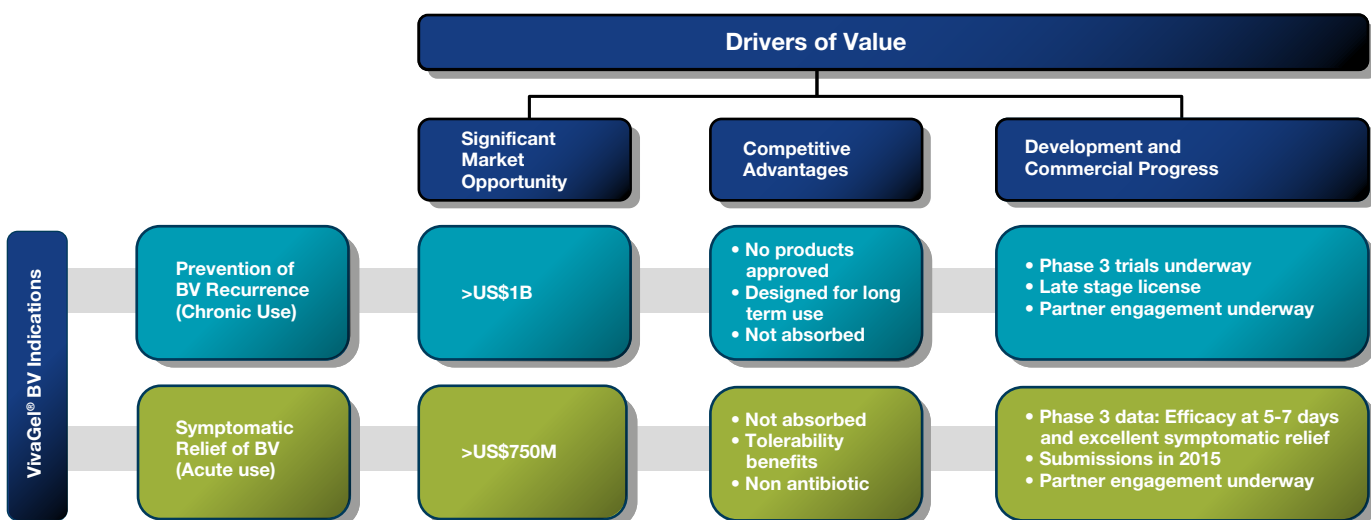 Drivers of Value
Significant
Market
Opportunity
Competitive
Advantages
Development and
Commercial Progress
VivaGel® BV Indications
Prevention of
BV Recurrence
(Chronic Use)
>US$1B
• No products
approved
• Designed for long
term use
• Not absorbed
• Phase 3 trials underway
• Late stage license
• Partner engagement underway
Symptomatic
Relief of BV
(Acute use)
>US$750M
• Not absorbed
• Tolerability
benefits
• Non antibiotic
• Phase 3 data: Efficacy at 5-7 days
and excellent symptomatic relief
• Submissions in 2015
• Partner engagement underway